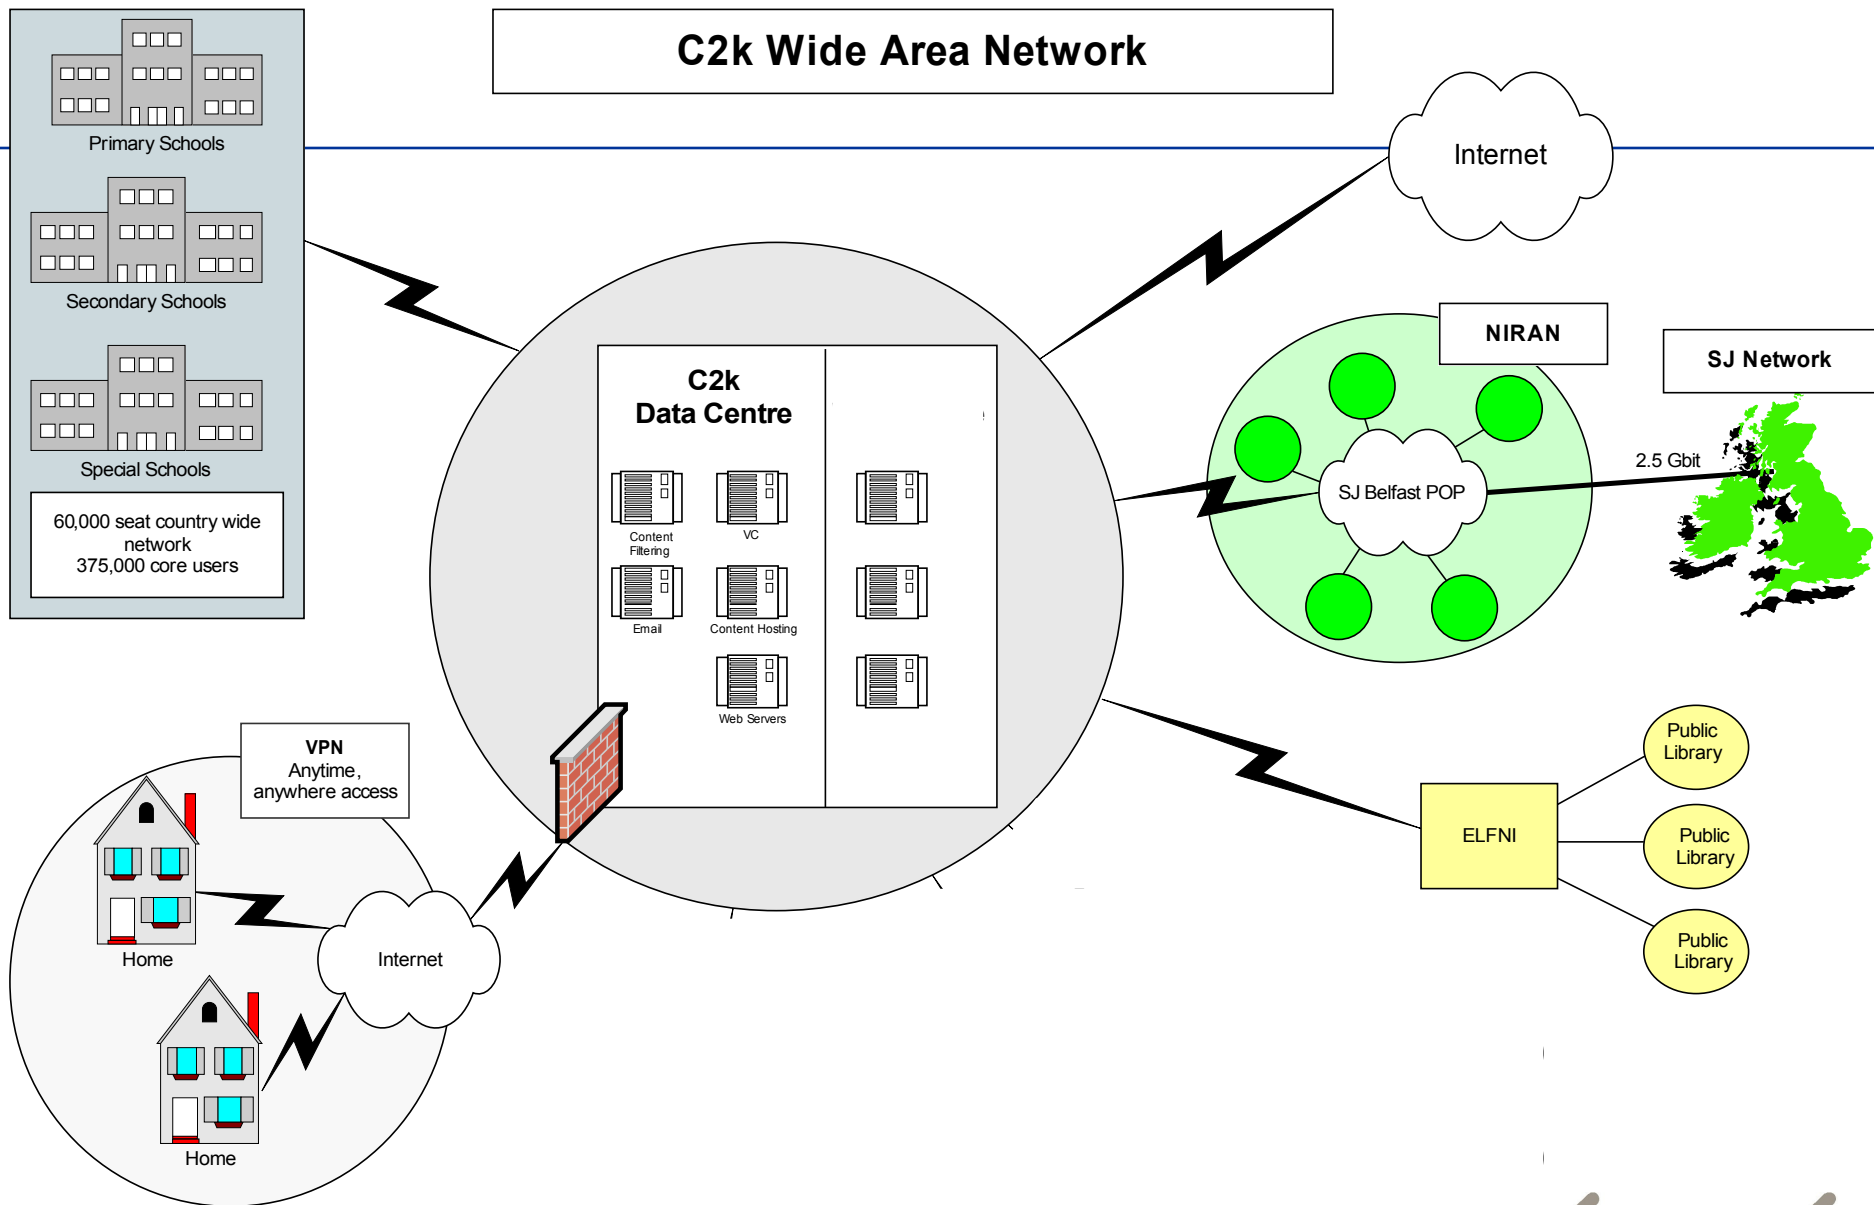 C2k Wide Area Network
Primary Schools
Secondary Schools
Special Schools
60,000 seat country wide
network
375,000 core users
Internet
C2k
Data Centre
Content
Filtering
VC
Email
Content Hosting
Web Servers
NIRAN
SJ Belfast POP
2.5 Gbit
SJ Network
VPN
Anytime,
anywhere access
Home
Home
Internet
ELFNI
Public
Library
Public
Library
Public
Library